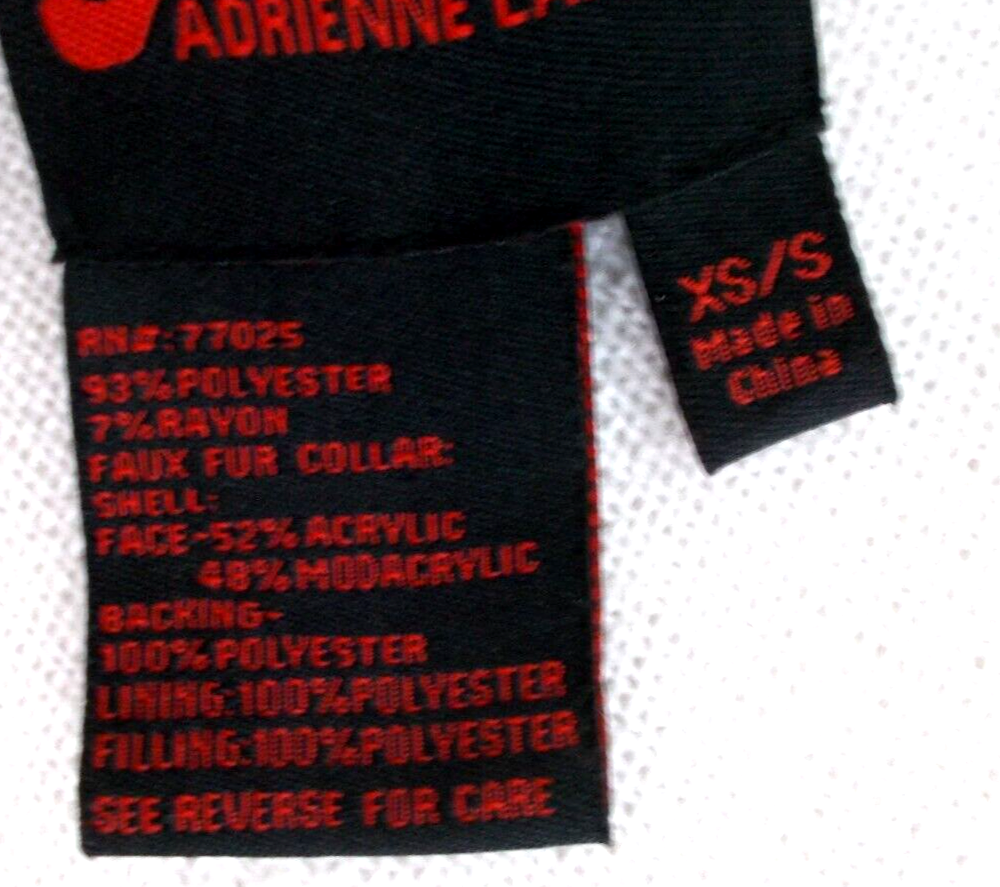 ADRIENNE
XS/S
Made in
China
RN#:77025
93%POLYESTER
7%RAYON
FAUX FUR COLLAR:
SHELL:
FACE-52%ACRYLIC
48%MODACRYLIC
BACKING-
100%POLYESTER
LINING:100%POLYESTER
FILLING:100%POLYESTER
SEE REVERSE FOR CARE